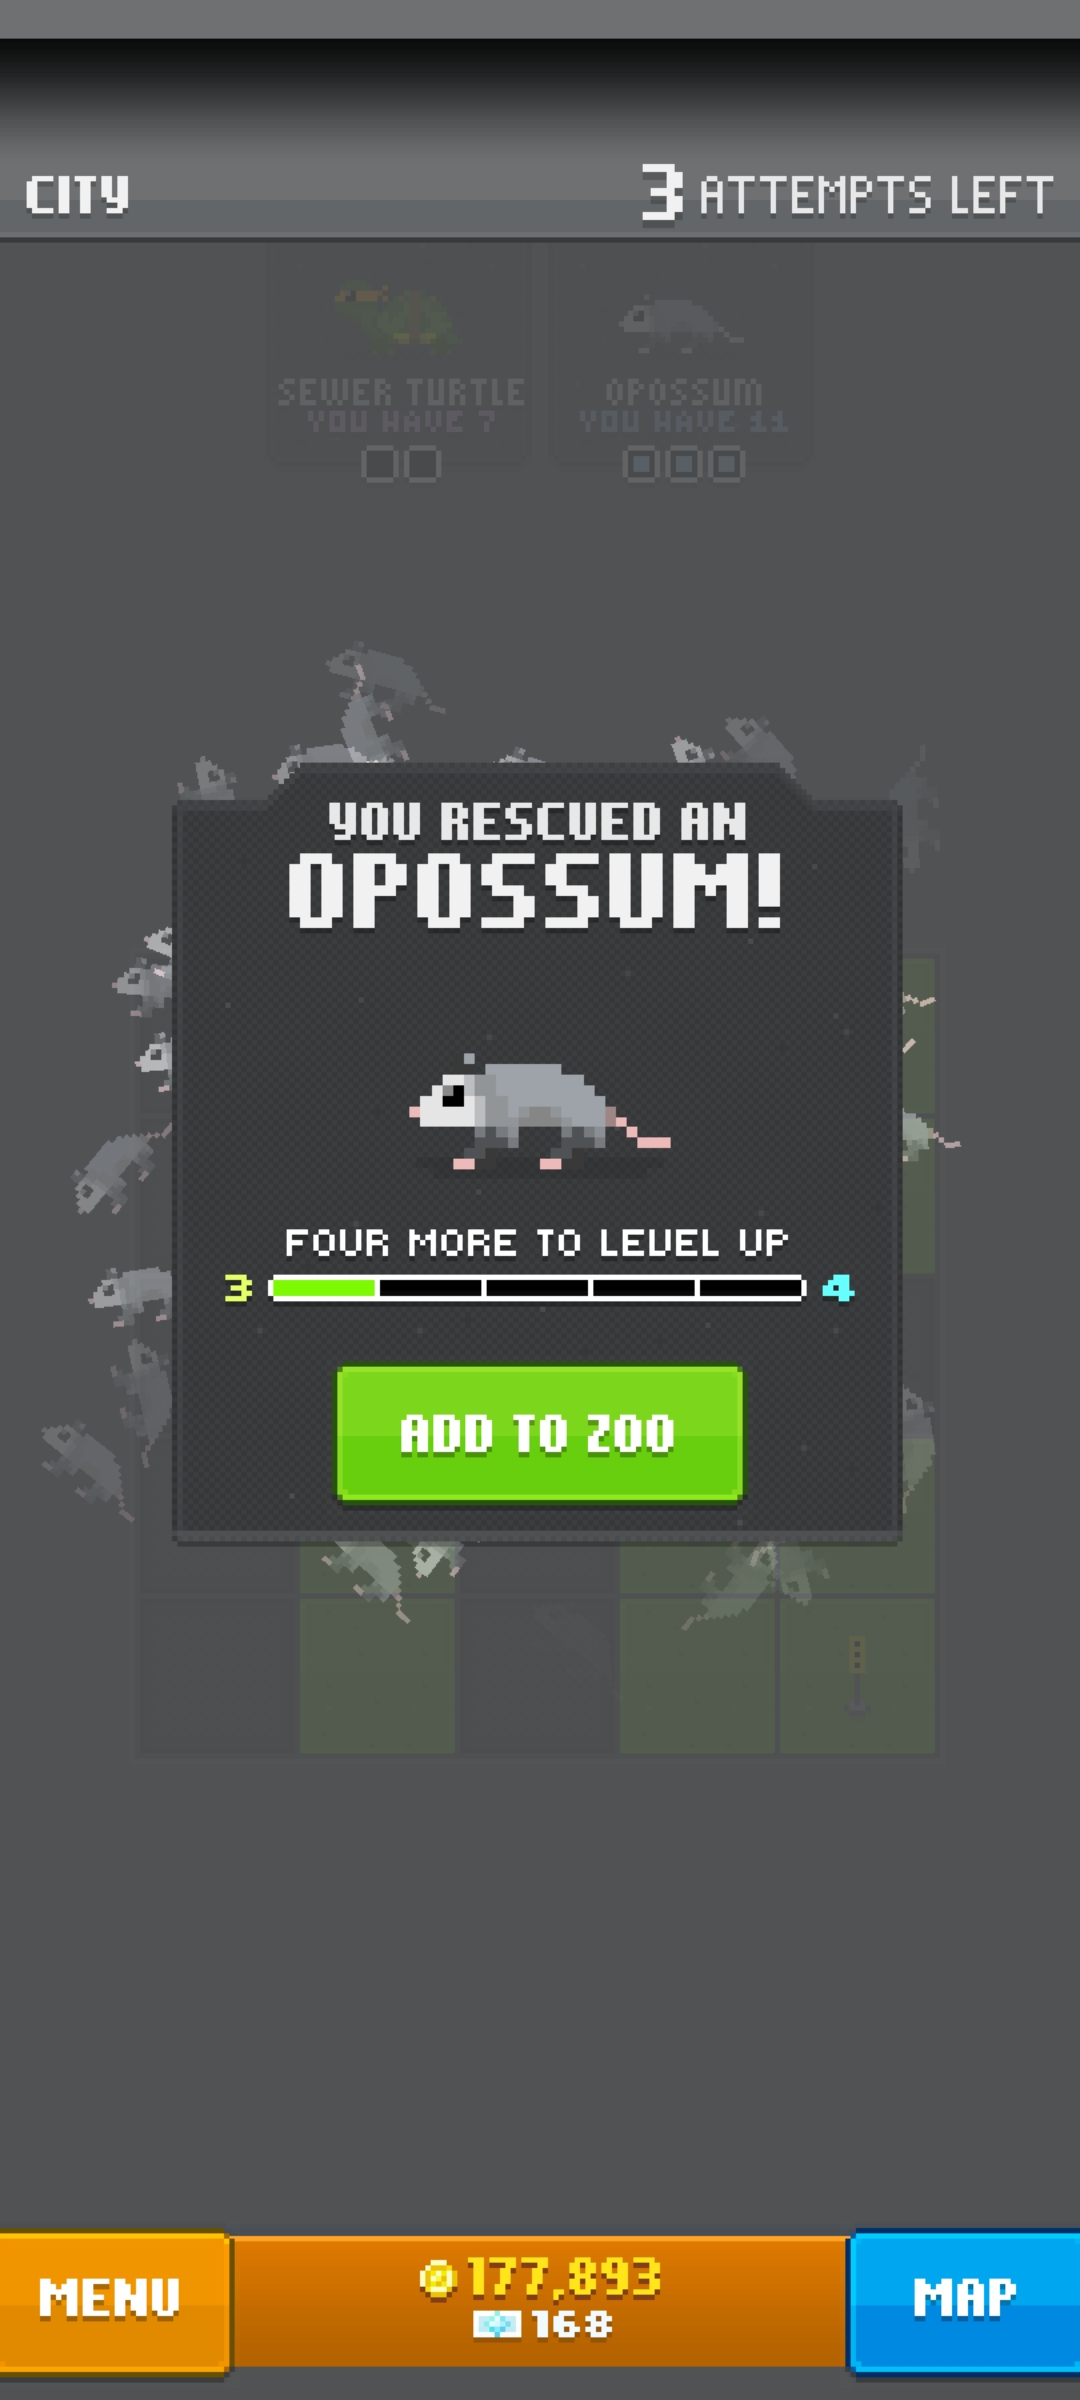 CITY
3 ATTEMPTS LEFT
SEWER TURTLE
YOU HAVE 7
OPOSSUM
YOU HAVE 11
YOU RESCUED AN
OPOSSUM!
FOUR MORE TO LEVEL UP
3
4
ADD TO ZOO
MENU
177,893
168
MAP